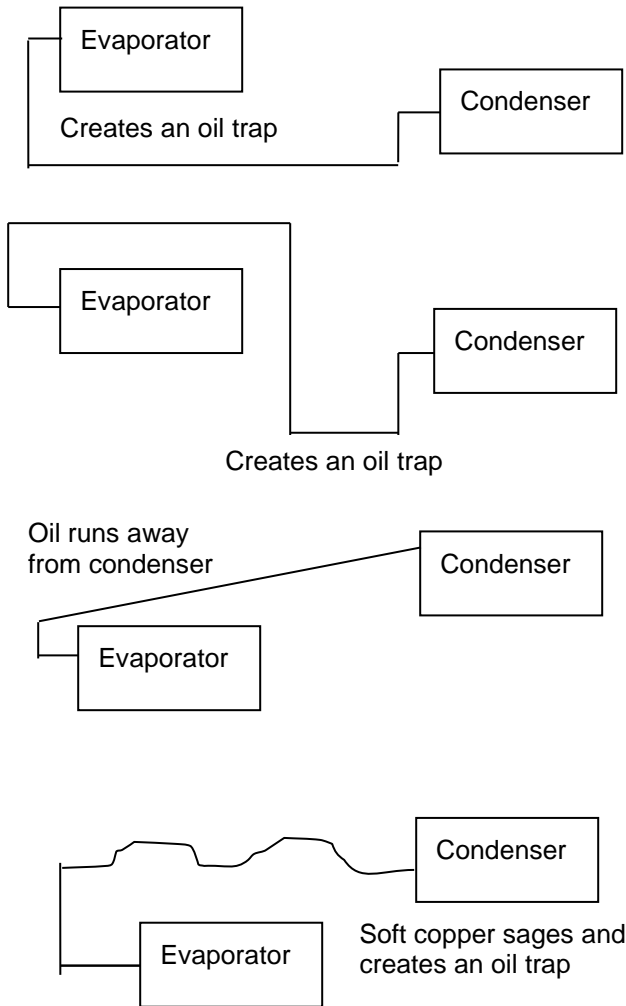 Evaporator
Condenser
Creates an oil trap
Evaporator
Condenser
Creates an oil trap
Oil runs away
from condenser
Condenser
Evaporator
Condenser
Soft copper sages and
creates an oil trap
Evaporator